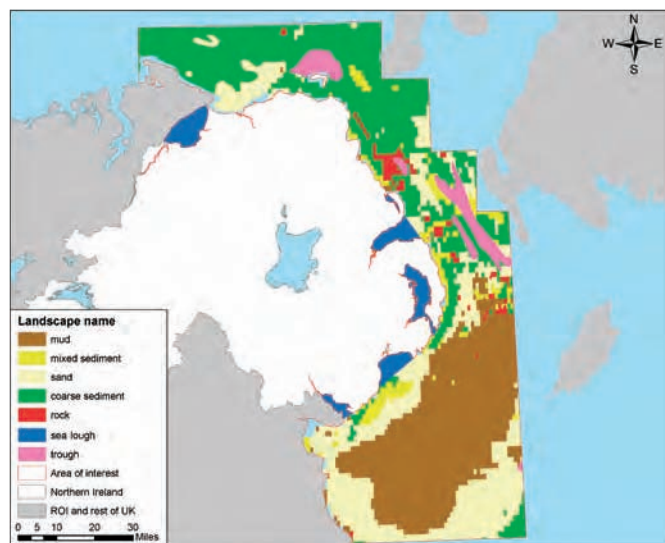 N
W E
S
Landscape name
mud
mixed sediment
sand
coarse sediment
rock
sea lough
trough
Area of interest
Northern Ireland
ROI and rest of UK
0 5 10 20 30
Miles